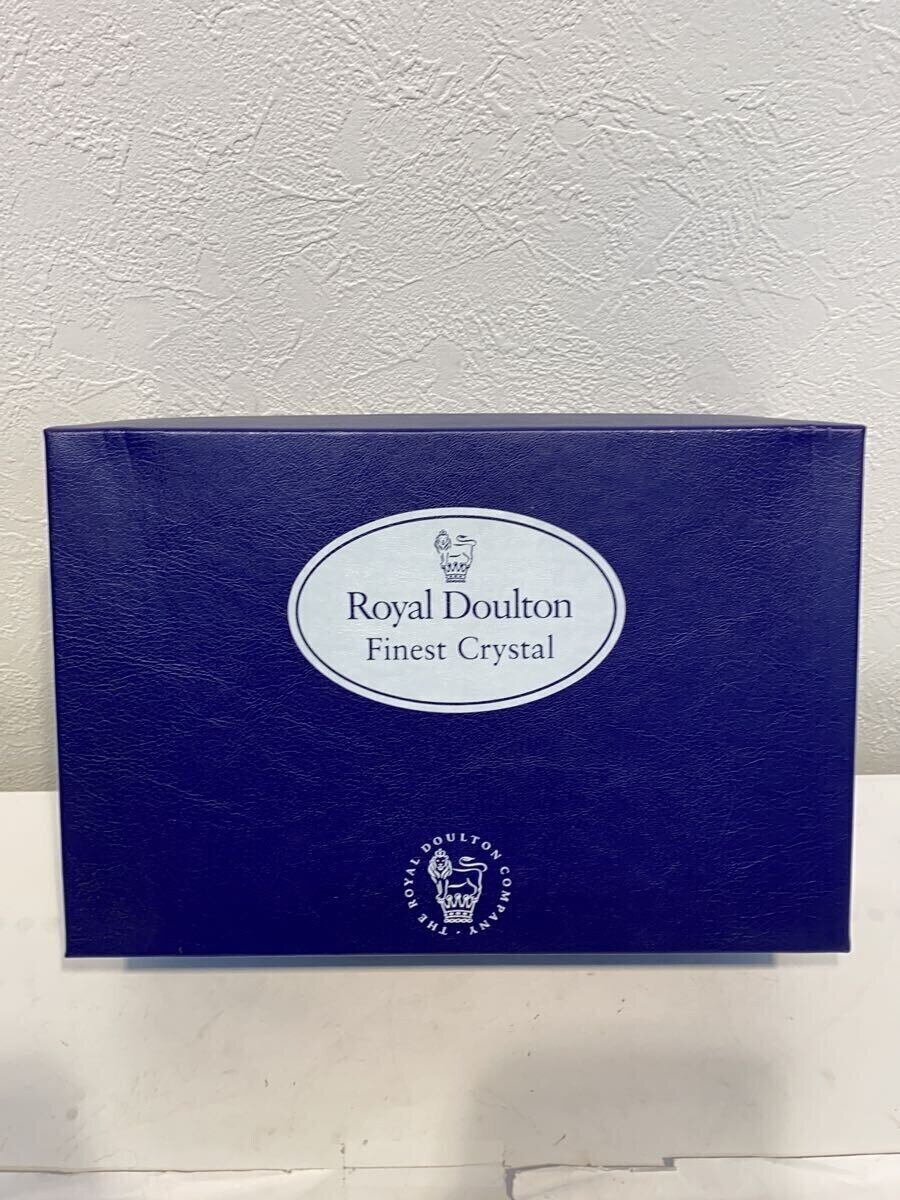 Royal Doulton
Finest Crystal
THE ROYAL DOULTON COMPANY ·